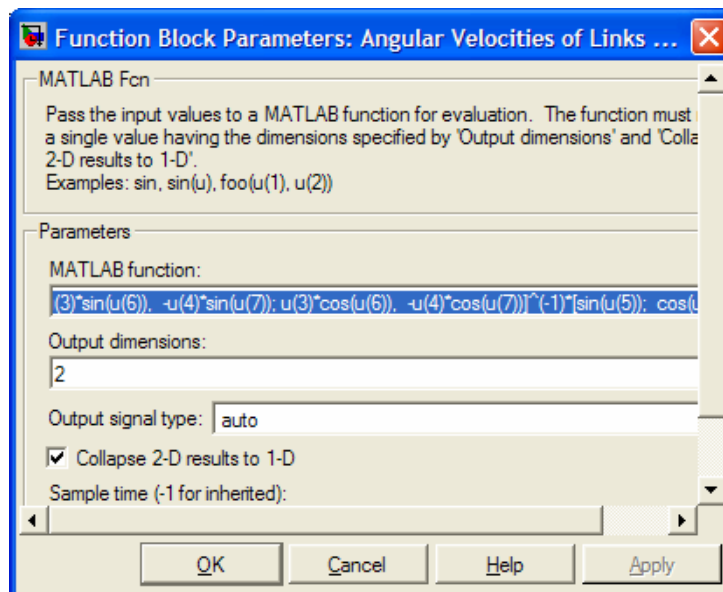 Function Block Parameters: Angular Velocities of Links ...
MATLAB Fcn
Pass the input values to a MATLAB function for evaluation. The function must
a single value having the dimensions specified by 'Output dimensions' and 'Colla
2-D results to 1-D'.
Examples: sin, sin(u), foo(u(1), u(2))
Parameters
MATLAB function:
(3)*sin(u(6)), -u(4)*sin(u(7)); u(3)*cos(u(6)), -u(4)*cos(u(7))]^(-1)*[sin(u(5)); cos(u
Output dimensions:
2
Output signal type: auto
Collapse 2-D results to 1-D
Sample time (-1 for inherited):
OK Cancel Help Apply